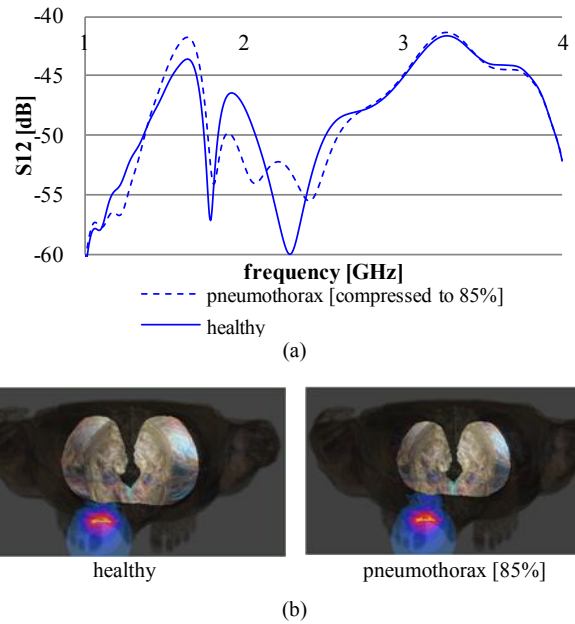 -40
1 2 3 4
-45
-50
-55
-60
S12 [dB]
frequency [GHz]
pneumothorax [compressed to 85%]
healthy
(a)
healthy pneumothorax [85%]
(b)